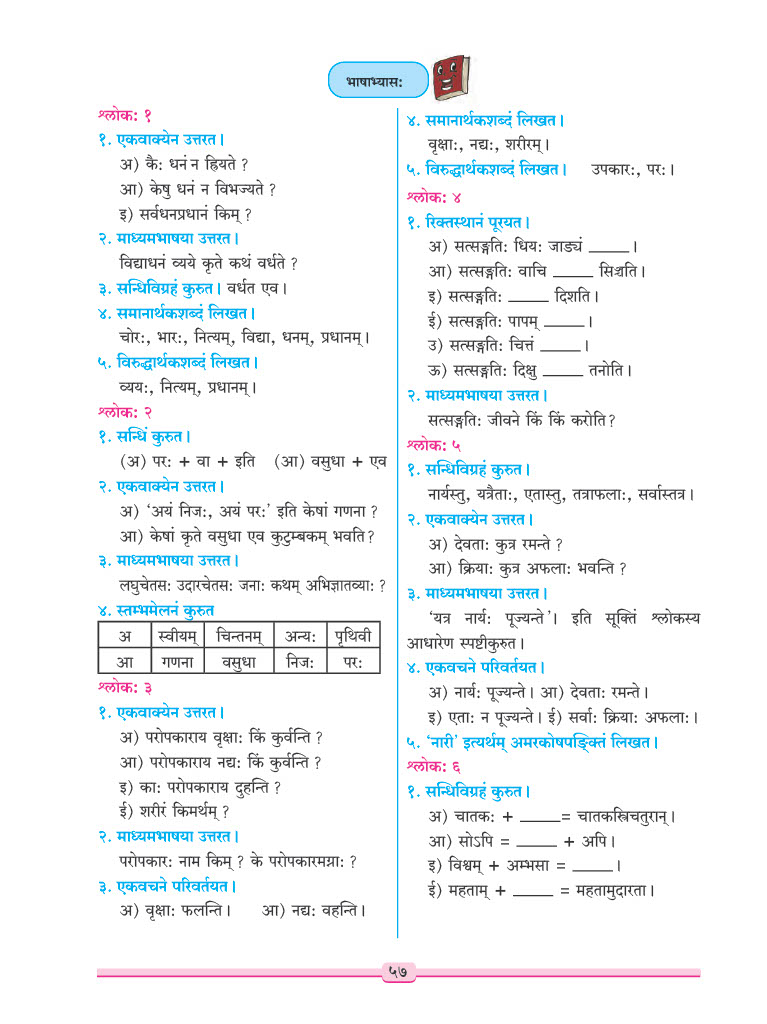 भाषाभ्यासः
श्लोकः १
१. एकवाक्येन उत्तरत।
अ) कैः धनं न ह्रियते ?
आ) केषु धनं न विभज्यते ?
इ) सर्वधनप्रधानं किम् ?
२. माध्यमभाषया उत्तरत।
विद्याधनं व्यये कृते कथं वर्धते ?
३. सन्धिविग्रहं कुरुत। वर्धत एव।
४. समानार्थकशब्दं लिखत।
चोरः, भारः, नित्यम्, विद्या, धनम्, प्रधानम्।
५. विरुद्धार्थकशब्दं लिखत।
व्ययः, नित्यम्, प्रधानम्।
श्लोकः २
१. सन्धिं कुरुत।
(अ) परः + वा + इति (आ) वसुधा + एव
२. एकवाक्येन उत्तरत।
अ) ‘अयं निजः, अयं परः’ इति केषां गणना ?
आ) केषां कृते वसुधा एव कुटुम्बकम् भवति ?
३. माध्यमभाषया उत्तरत।
लघुचेतसः उदारचेतसः जनाः कथम् अभिज्ञातव्याः ?
४. स्तम्भमेलनं कुरुत
अ स्वीयम् चिन्तनम् अन्यः पृथिवी
आ गणना वसुधा निजः परः
श्लोकः ३
१. एकवाक्येन उत्तरत।
अ) परोपकाराय वृक्षाः किं कुर्वन्ति ?
आ) परोपकाराय नद्यः किं कुर्वन्ति ?
इ) काः परोपकाराय दुहन्ति ?
ई) शरीरं किमर्थम् ?
२. माध्यमभाषया उत्तरत।
परोपकारः नाम किम् ? के परोपकारमग्नाः ?
३. एकवचने परिवर्तयत।
अ) वृक्षाः फलन्ति। आ) नद्यः वहन्ति।
४. समानार्थकशब्दं लिखत।
वृक्षाः, नद्यः, शरीरम्।
५. विरुद्धार्थकशब्दं लिखत। उपकारः, परः।
श्लोकः ४
१. रिक्तस्थानं पूरयत।
अ) सत्सङ्गतिः धियः जाड्यं _____ ।
आ) सत्सङ्गतिः वाचि _____ सिञ्चति।
इ) सत्सङ्गतिः _____ दिशति।
ई) सत्सङ्गतिः पापम् _____ ।
उ) सत्सङ्गतिः चित्तं _____ ।
ऊ) सत्सङ्गतिः दिक्षु _____ तनोति।
२. माध्यमभाषया उत्तरत।
सत्सङ्गतिः जीवने किं किं करोति ?
श्लोकः ५
१. सन्धिविग्रहं कुरुत।
नार्यस्तु, यत्रैताः, एतास्तु, तत्राफलाः, सर्वास्तत्र।
२. एकवाक्येन उत्तरत।
अ) देवताः कुत्र रमन्ते ?
आ) क्रियाः कुत्र अफलाः भवन्ति ?
३. माध्यमभाषया उत्तरत।
‘यत्र नार्यः पूज्यन्ते’। इति सूक्तिं श्लोकस्य
आधारेण स्पष्टीकुरुत।
४. एकवचने परिवर्तयत।
अ) नार्यः पूज्यन्ते। आ) देवताः रमन्ते।
इ) एताः न पूज्यन्ते। ई) सर्वाः क्रियाः अफलाः।
५. ‘नारी’ इत्यर्थम् अमरकोषपङ्क्तिं लिखत।
श्लोकः ६
१. सन्धिविग्रहं कुरुत।
अ) चातकः + _____ = चातकस्त्रिचतुरान्।
आ) सोऽपि = _____ + अपि।
इ) विश्वम् + अम्भसा = _____ ।
ई) महताम् + _____ = महतामुदारता।
५७